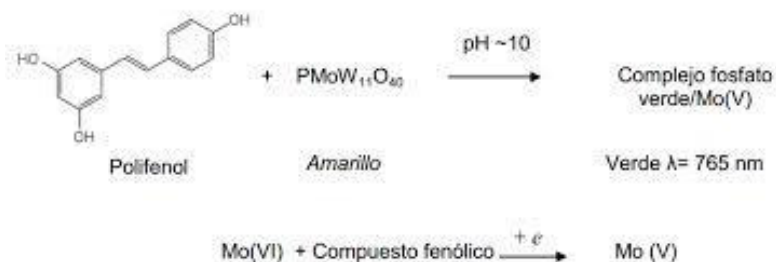 OH
HO
OH
pH ~10
+ PMoW₁₁O₄₀
Complejo fosfato
verde/Mo(V)
Polifenol Amarillo Verde λ= 765 nm
Mo(VI) + Compuesto fenólico + e Mo (V)